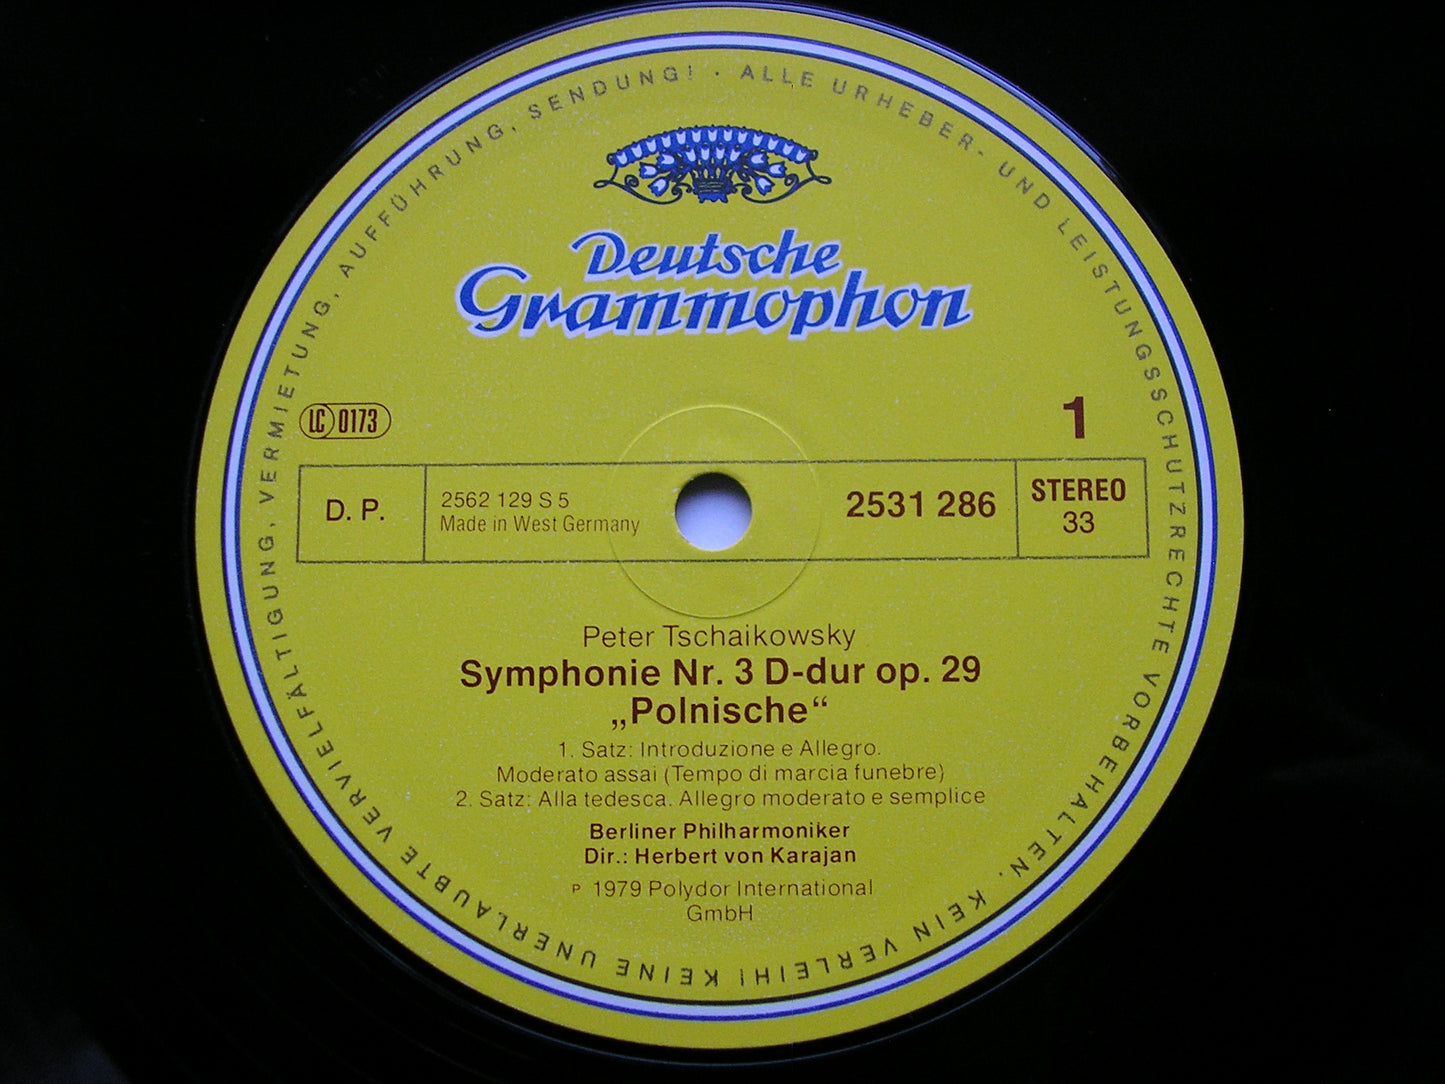 ALLE URHEBER- UND LEISTUNGSSCHUTZRECHTE VORBEHALTEN. KEIN VERLEIH! KEINE UNERLAUBTE VERVIELFÄLTIGUNG, VERMIETUNG, AUFFÜHRUNG, SENDUNG! ·
Deutsche
Grammophon
LC 0173
1
D. P.
2562 129 S 5
Made in West Germany
2531 286
STEREO
33
Peter Tschaikowsky
Symphonie Nr. 3 D-dur op. 29
„Polnische“
1. Satz: Introduzione e Allegro.
Moderato assai (Tempo di marcia funebre)
2. Satz: Alla tedesca. Allegro moderato e semplice
Berliner Philharmoniker
Dir.: Herbert von Karajan
P 1979 Polydor International
GmbH